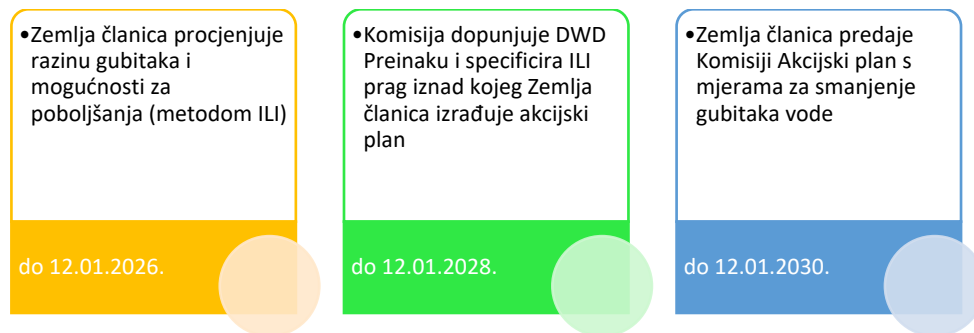 •Zemlja članica procjenjuje
razinu gubitaka i
mogućnosti za
poboljšanja (metodom ILI)
do 12.01.2026.
•Komisija dopunjuje DWD
Preinaku i specificira ILI
prag iznad kojeg Zemlja
članica izrađuje akcijski
plan
do 12.01.2028.
•Zemlja članica predaje
Komisiji Akcijski plan s
mjerama za smanjenje
gubitaka vode
do 12.01.2030.